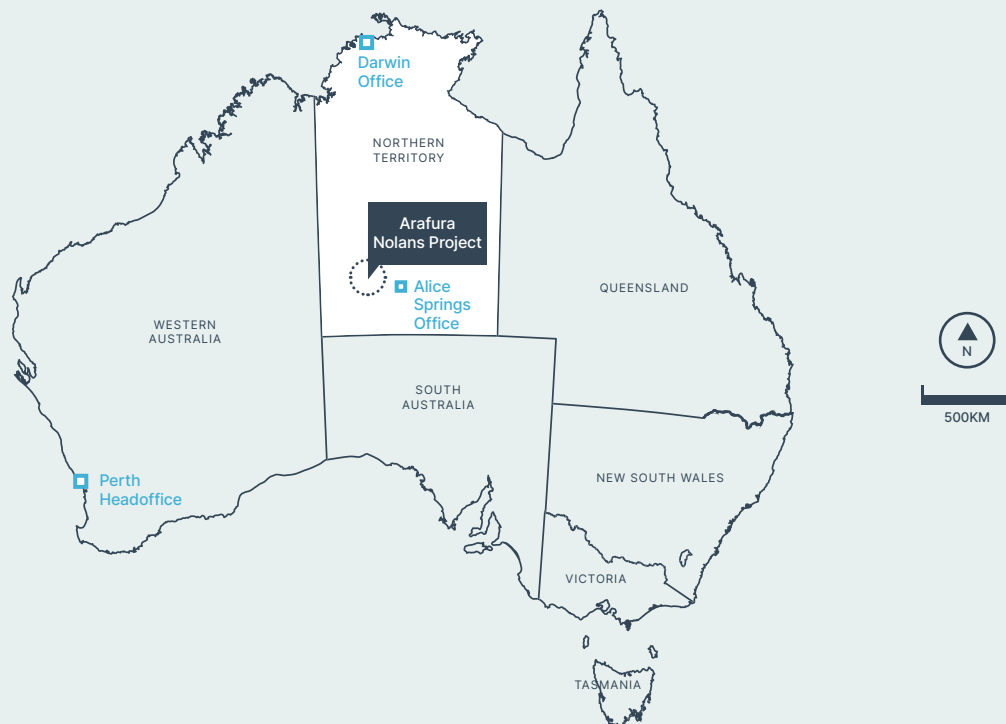 Darwin
Office
NORTHERN
TERRITORY
Arafura
Nolans Project
Alice
Springs
Office
QUEENSLAND
WESTERN
AUSTRALIA
N
SOUTH
AUSTRALIA
500KM
Perth
Headoffice
NEW SOUTH WALES
VICTORIA
TASMANIA